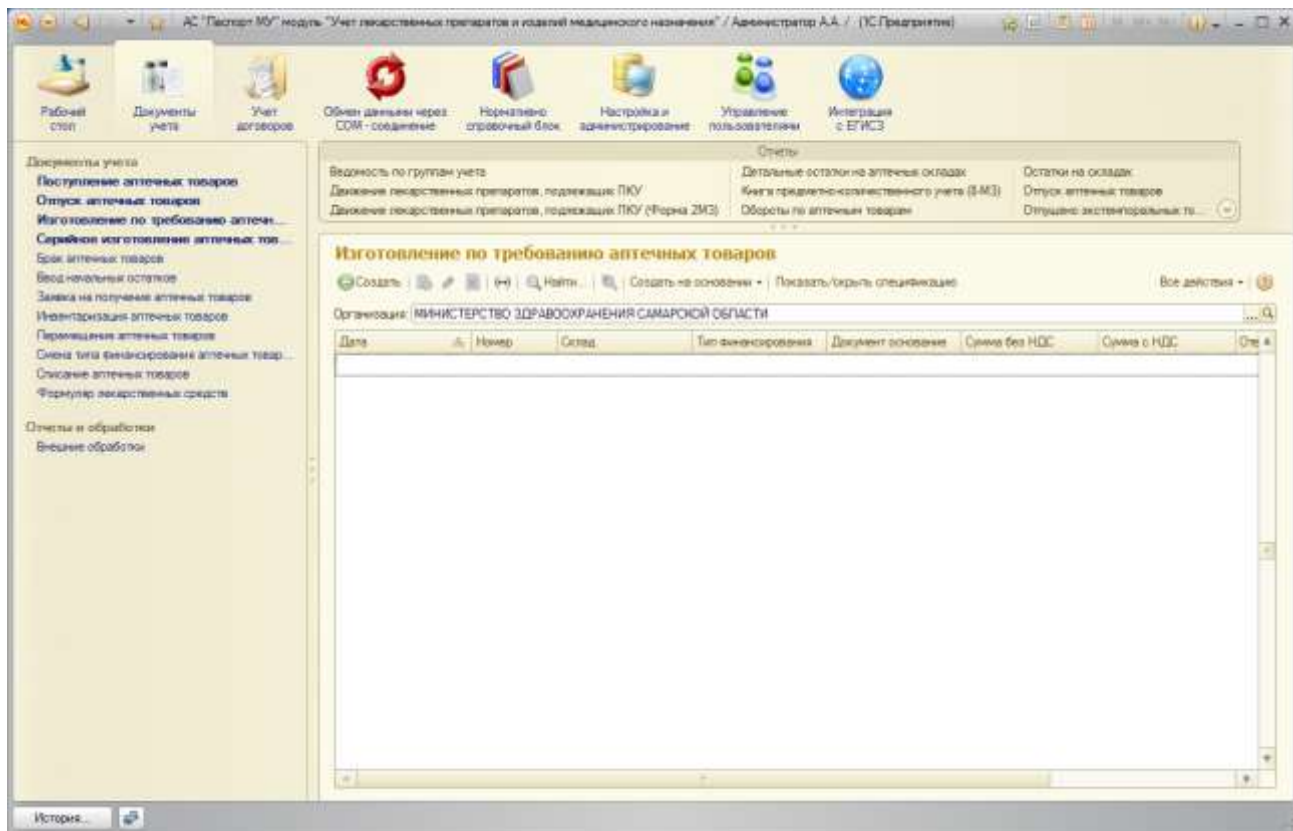 АС "Паспорт МУ" модуль "Учет лекарственных препаратов и изделий медицинского назначения" / Администратор А.А. / (1С:Предприятие)
Рабочий стол
Документы учета
Учет договоров
Обмен данными через COM - соединение
Нормативно справочный блок
Настройка и администрирование
Управление пользователями
Интеграция с ЕГИСЗ
Документы учета
Поступление аптечных товаров
Отпуск аптечных товаров
Изготовление по требованию аптечн...
Серийное изготовление аптечных тов...
Брак аптечных товаров
Ввод начальных остатков
Заявка на получение аптечных товаров
Инвентаризация аптечных товаров
Перемещение аптечных товаров
Смена типа финансирования аптечных товар...
Списание аптечных товаров
Формуляр лекарственных средств
Отчеты и обработки
Внешние обработки
Отчеты
Ведомость по группам учета
Детальные остатки на аптечных складах
Остатки на складах
Движение лекарственных препаратов, подлежащих ПКУ
Книга предметно-количественного учета (8-МЗ)
Отпуск аптечных товаров
Движение лекарственных препаратов, подлежащих ПКУ (Форма 2МЗ)
Обороты по аптечным товарам
Отпущено экстемпоральных то...
Изготовление по требованию аптечных товаров
Создать
Найти...
Создать на основании
Показать/скрыть спецификацию
Все действия
Организация: МИНИСТЕРСТВО ЗДРАВООХРАНЕНИЯ САМАРСКОЙ ОБЛАСТИ
Дата
Номер
Склад
Тип финансирования
Документ основание
Сумма без НДС
Сумма с НДС
История...